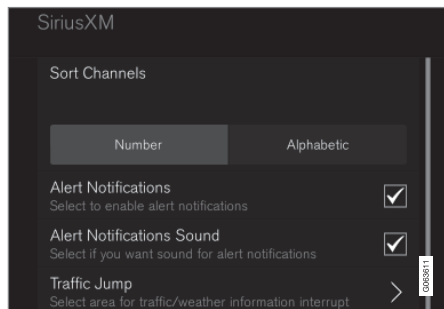 SiriusXM
Sort Channels
Number
Alphabetic
Alert Notifications
Select to enable alert notifications
Alert Notifications Sound
Select if you want sound for alert notifications
Traffic Jump
Select area for traffic/weather information interrupt
G063611